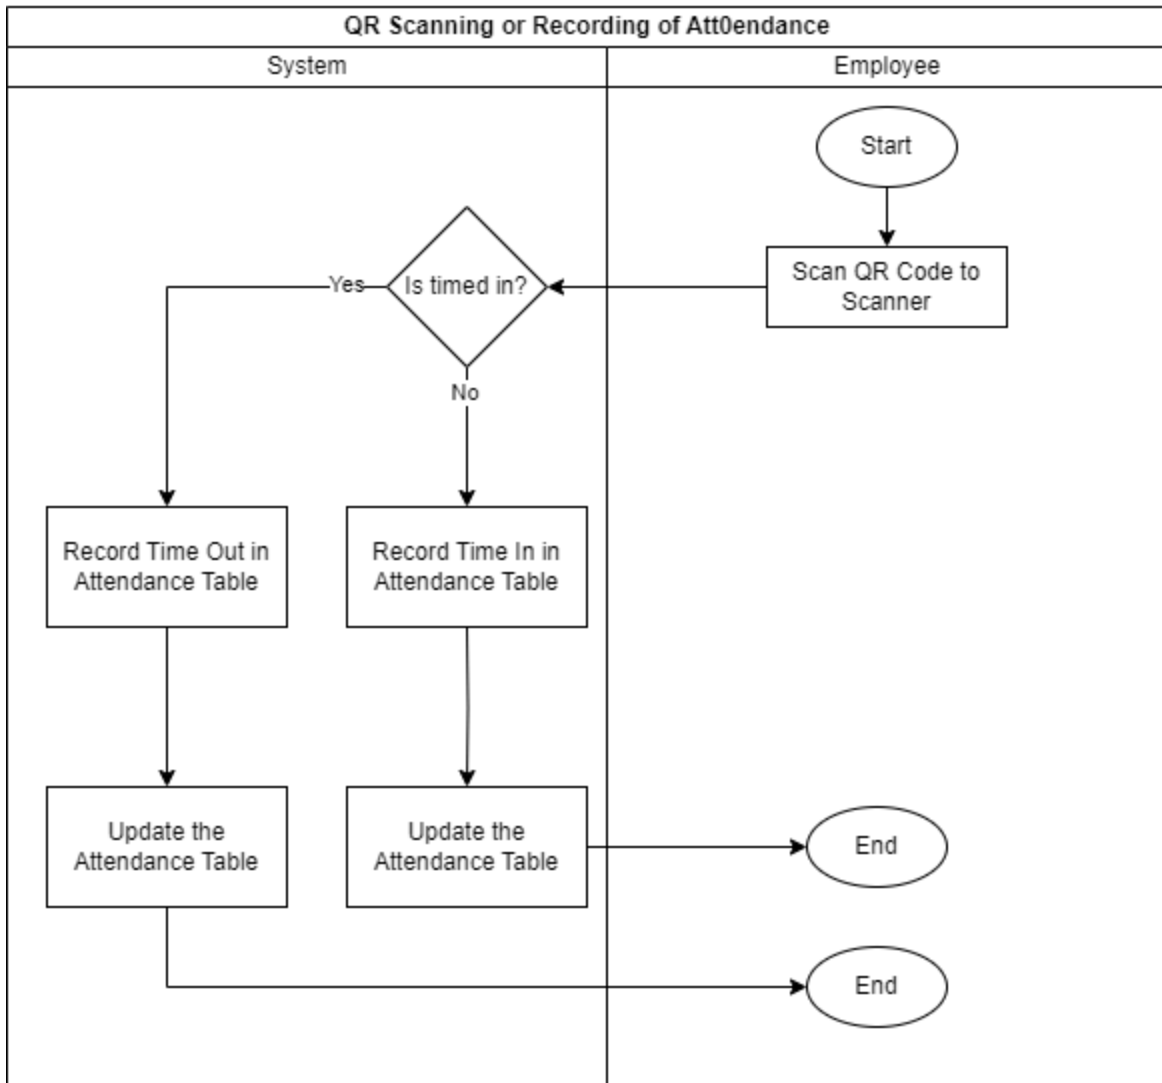 QR Scanning or Recording of Att0endance
System
Employee
Start
Scan QR Code to
Scanner
Is timed in?
Yes
No
Record Time Out in
Attendance Table
Record Time In in
Attendance Table
Update the
Attendance Table
Update the
Attendance Table
End
End